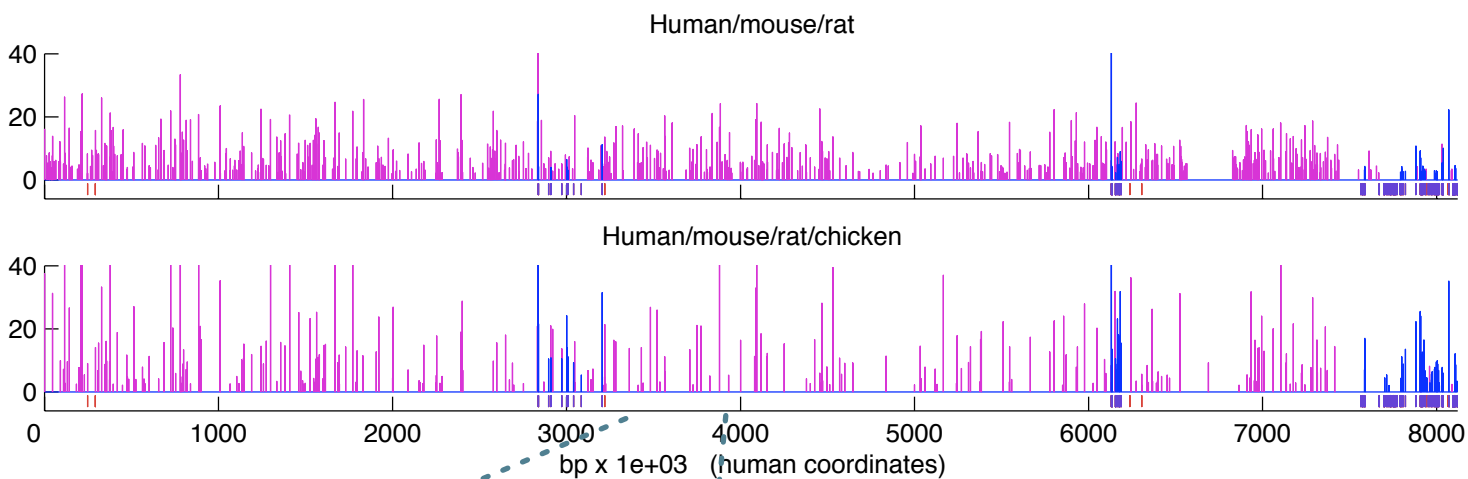 Human/mouse/rat
40
20
0
Human/mouse/rat/chicken
40
20
0
0 1000 2000 3000 4000 5000 6000 7000 8000
bp x 1e+03 (human coordinates)